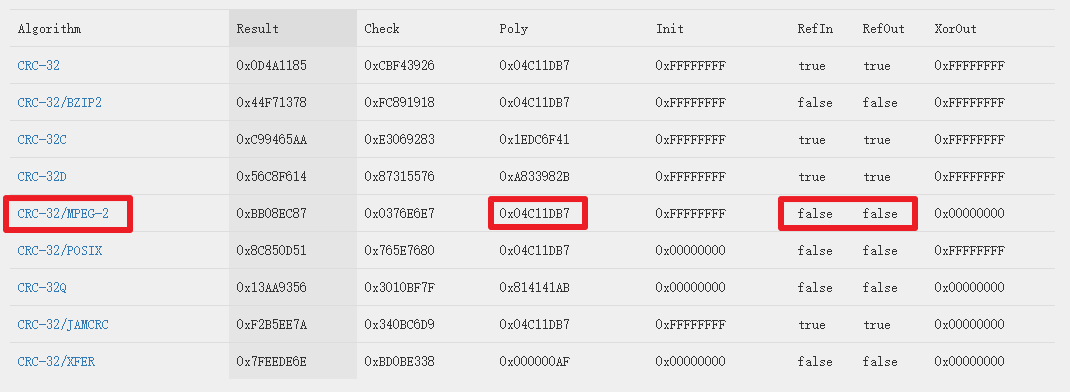 Algorithm Result Check Poly Init RefIn RefOut XorOut
CRC-32 0x0D4A1185 0xCBF43926 0x04C11DB7 0xFFFFFFFF true true 0xFFFFFFFF
CRC-32/BZIP2 0x44F71378 0xFC891918 0x04C11DB7 0xFFFFFFFF false false 0xFFFFFFFF
CRC-32C 0xC99465AA 0xE3069283 0x1EDC6F41 0xFFFFFFFF true true 0xFFFFFFFF
CRC-32D 0x56C8F614 0x87315576 0xA833982B 0xFFFFFFFF true true 0xFFFFFFFF
CRC-32/MPEG-2 0xBB08EC87 0x0376E6E7 0x04C11DB7 0xFFFFFFFF false false 0x00000000
CRC-32/POSIX 0x8C850D51 0x765E7680 0x04C11DB7 0x00000000 false false 0xFFFFFFFF
CRC-32Q 0x13AA9356 0x3010BF7F 0x814141AB 0x00000000 false false 0x00000000
CRC-32/JAMCRC 0xF2B5EE7A 0x340BC6D9 0x04C11DB7 0xFFFFFFFF true true 0x00000000
CRC-32/XFER 0x7FEEDE6E 0xBD0BE338 0x000000AF 0x00000000 false false 0x00000000